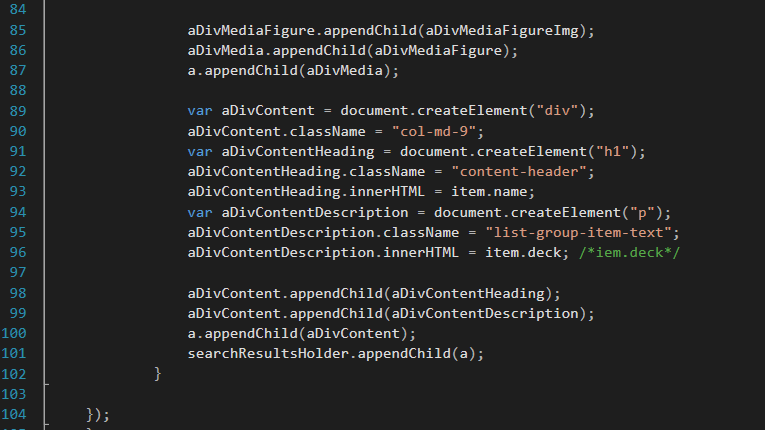 84
85 aDivMediaFigure.appendChild(aDivMediaFigureImg);
86 aDivMedia.appendChild(aDivMediaFigure);
87 a.appendChild(aDivMedia);
88
89 var aDivContent = document.createElement("div");
90 aDivContent.className = "col-md-9";
91 var aDivContentHeading = document.createElement("h1");
92 aDivContentHeading.className = "content-header";
93 aDivContentHeading.innerHTML = item.name;
94 var aDivContentDescription = document.createElement("p");
95 aDivContentDescription.className = "list-group-item-text";
96 aDivContentDescription.innerHTML = item.deck; /*iem.deck*/
97
98 aDivContent.appendChild(aDivContentHeading);
99 aDivContent.appendChild(aDivContentDescription);
100 a.appendChild(aDivContent);
101 searchResultsHolder.appendChild(a);
102 }
103
104 });